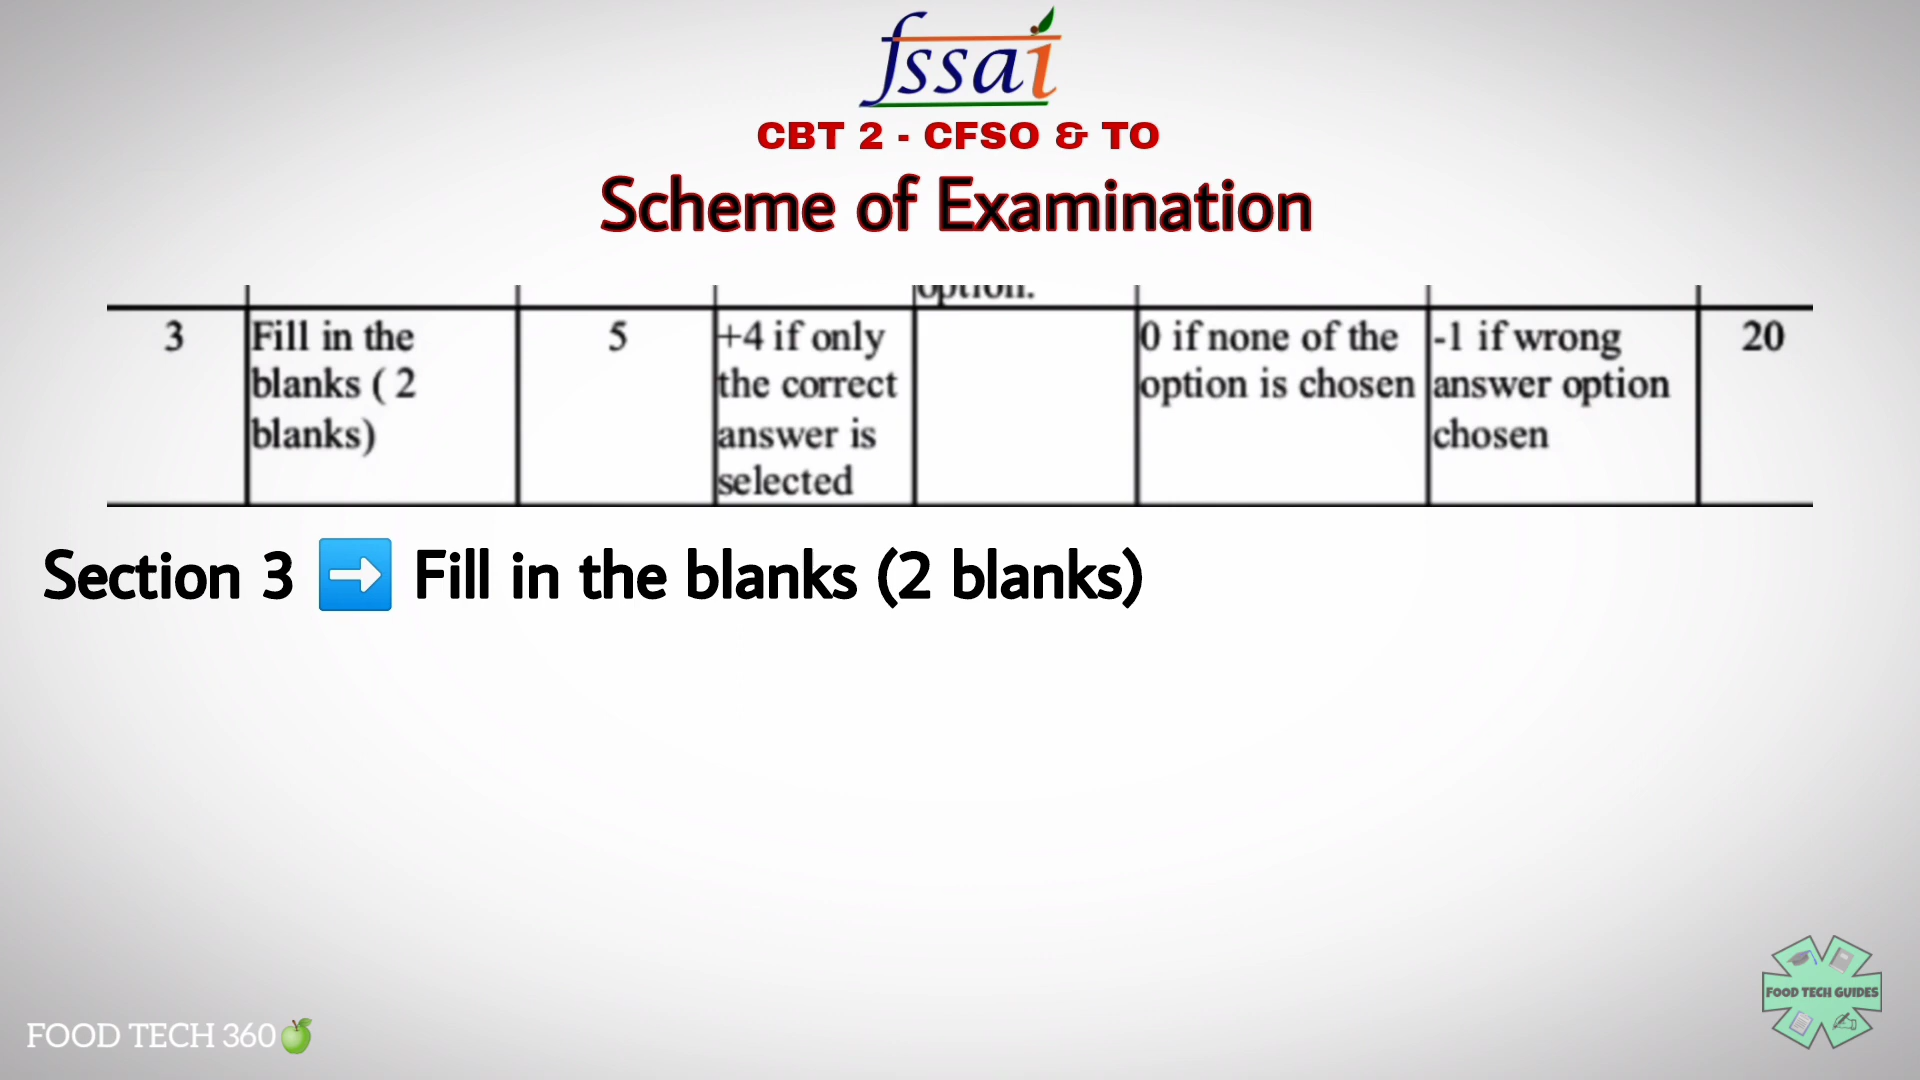 fssai
CBT 2 - CFSO & TO
Scheme of Examination
option.
3 Fill in the blanks ( 2 blanks) 5 +4 if only the correct answer is selected 0 if none of the option is chosen -1 if wrong answer option chosen 20
Section 3 ➡ Fill in the blanks (2 blanks)
FOOD TECH GUIDES
FOOD TECH 360